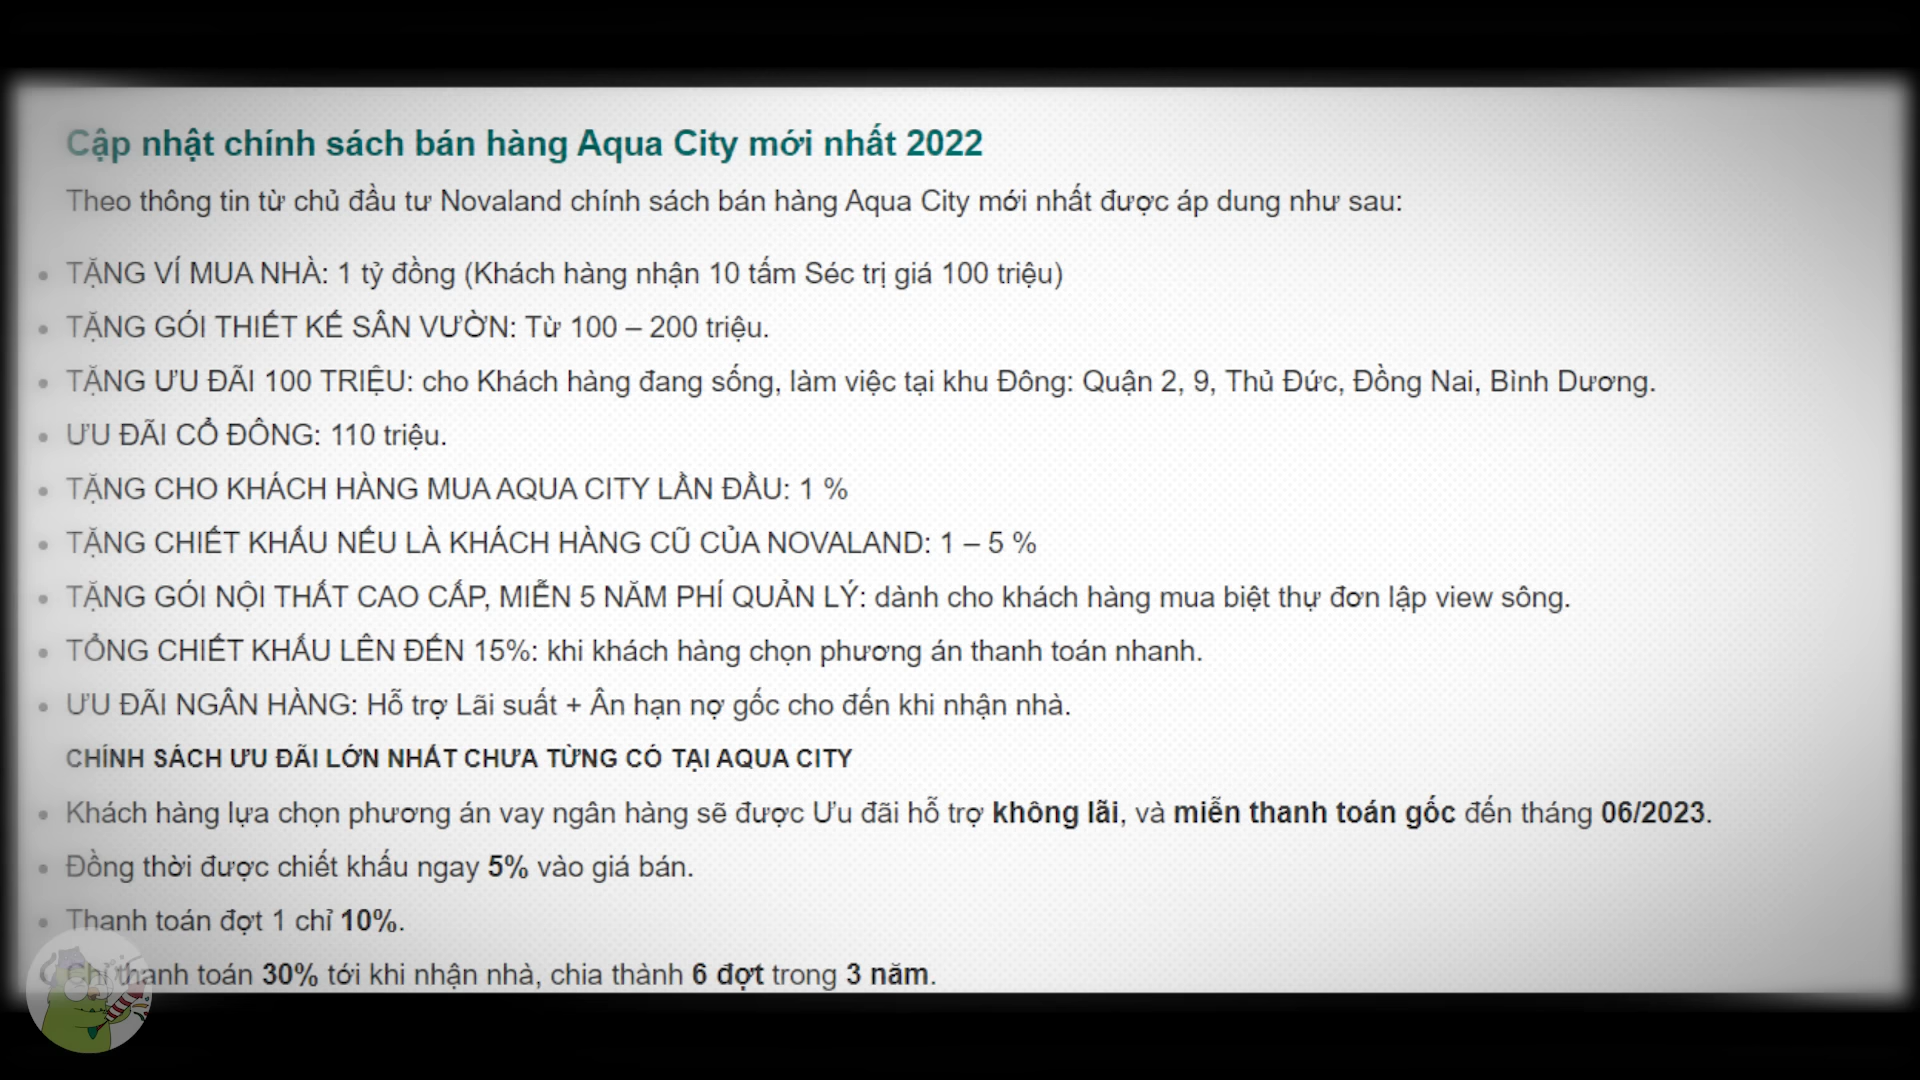 Cập nhật chính sách bán hàng Aqua City mới nhất 2022
Theo thông tin từ chủ đầu tư Novaland chính sách bán hàng Aqua City mới nhất được áp dung như sau:
TẶNG VÍ MUA NHÀ: 1 tỷ đồng (Khách hàng nhận 10 tấm Séc trị giá 100 triệu)
TẶNG GÓI THIẾT KẾ SÂN VƯỜN: Từ 100 – 200 triệu.
TẶNG ƯU ĐÃI 100 TRIỆU: cho Khách hàng đang sống, làm việc tại khu Đông: Quận 2, 9, Thủ Đức, Đồng Nai, Bình Dương.
ƯU ĐÃI CỔ ĐÔNG: 110 triệu.
TẶNG CHO KHÁCH HÀNG MUA AQUA CITY LẦN ĐẦU: 1 %
TẶNG CHIẾT KHẤU NẾU LÀ KHÁCH HÀNG CŨ CỦA NOVALAND: 1 – 5 %
TẶNG GÓI NỘI THẤT CAO CẤP, MIỄN 5 NĂM PHÍ QUẢN LÝ: dành cho khách hàng mua biệt thự đơn lập view sông.
TỔNG CHIẾT KHẤU LÊN ĐẾN 15%: khi khách hàng chọn phương án thanh toán nhanh.
ƯU ĐÃI NGÂN HÀNG: Hỗ trợ Lãi suất + Ân hạn nợ gốc cho đến khi nhận nhà.
CHÍNH SÁCH ƯU ĐÃI LỚN NHẤT CHƯA TỪNG CÓ TẠI AQUA CITY
Khách hàng lựa chọn phương án vay ngân hàng sẽ được Ưu đãi hỗ trợ không lãi, và miễn thanh toán gốc đến tháng 06/2023.
Đồng thời được chiết khấu ngay 5% vào giá bán.
Thanh toán đợt 1 chỉ 10%.
Chỉ thanh toán 30% tới khi nhận nhà, chia thành 6 đợt trong 3 năm.